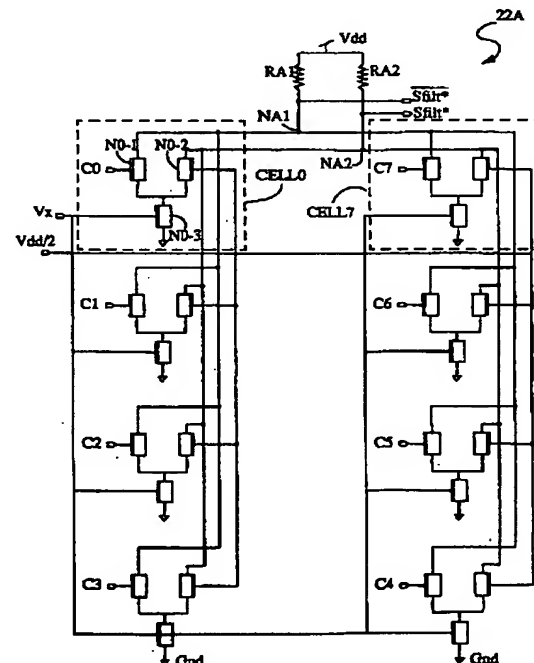 22A
Vdd
RA1
RA2
Sfilt*
Sfilt*
NA1
NA2
N0-1
N0-2
C0
CELL0
C7
CELL7
Vx
N0-3
Vdd/2
C1
C6
C2
C5
C3
C4
Gnd
Gnd